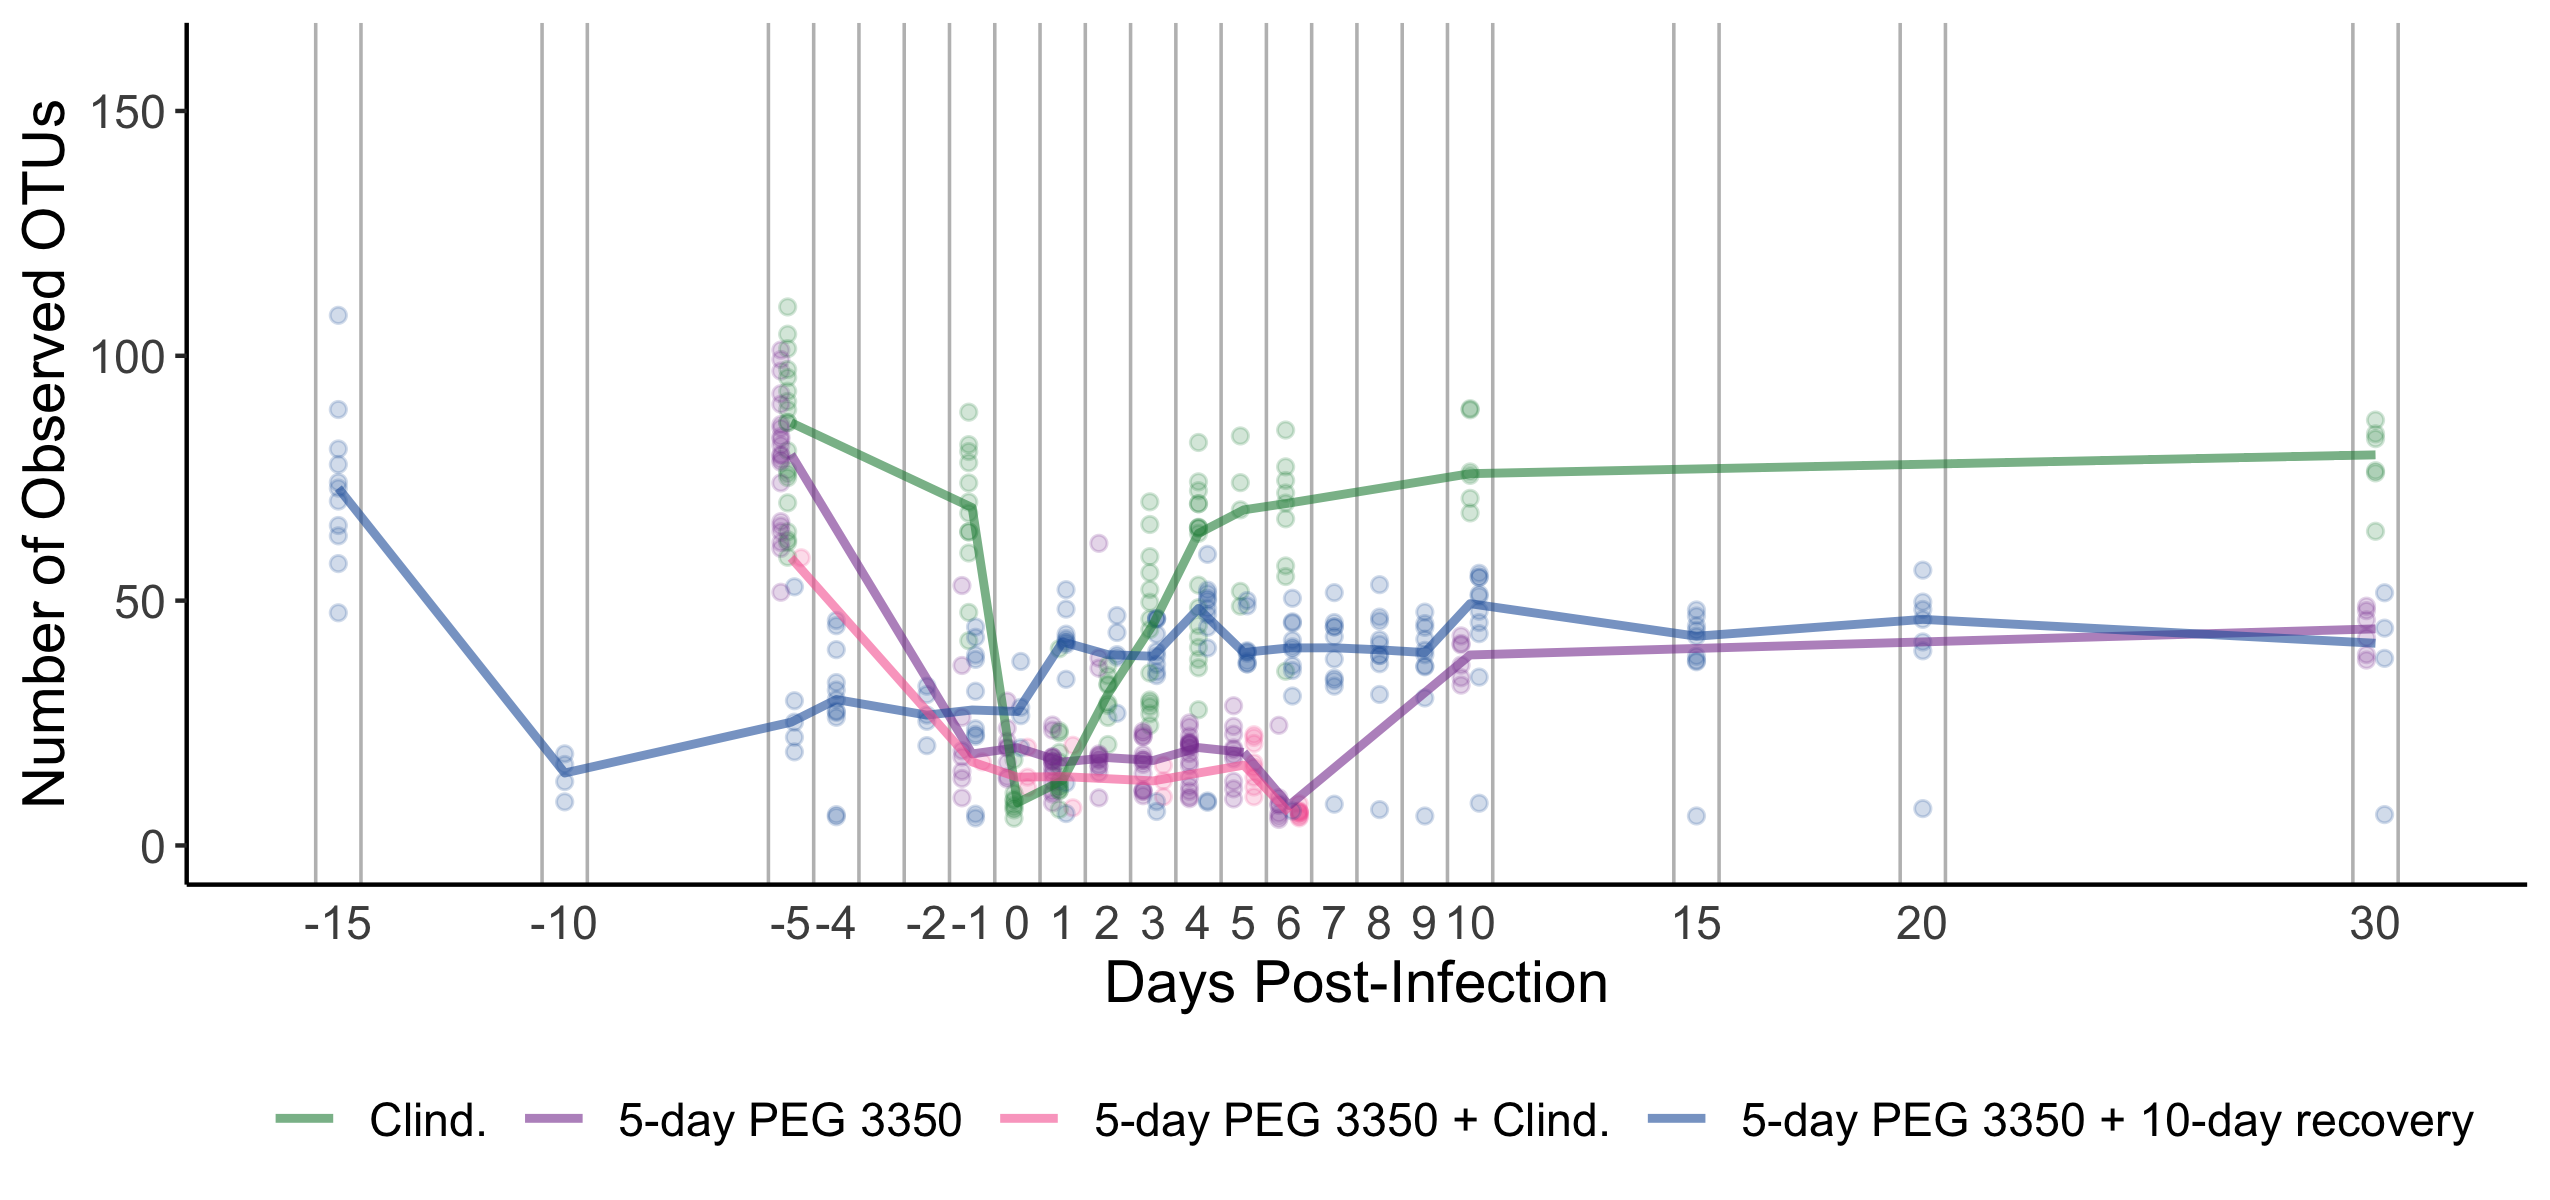 Number of Observed OTUs
150
100
50
0
-15 -10 -5 -4 -2 -1 0 1 2 3 4 5 6 7 8 9 10 15 20 30
Days Post-Infection
Clind. 5-day PEG 3350 5-day PEG 3350 + Clind. 5-day PEG 3350 + 10-day recovery